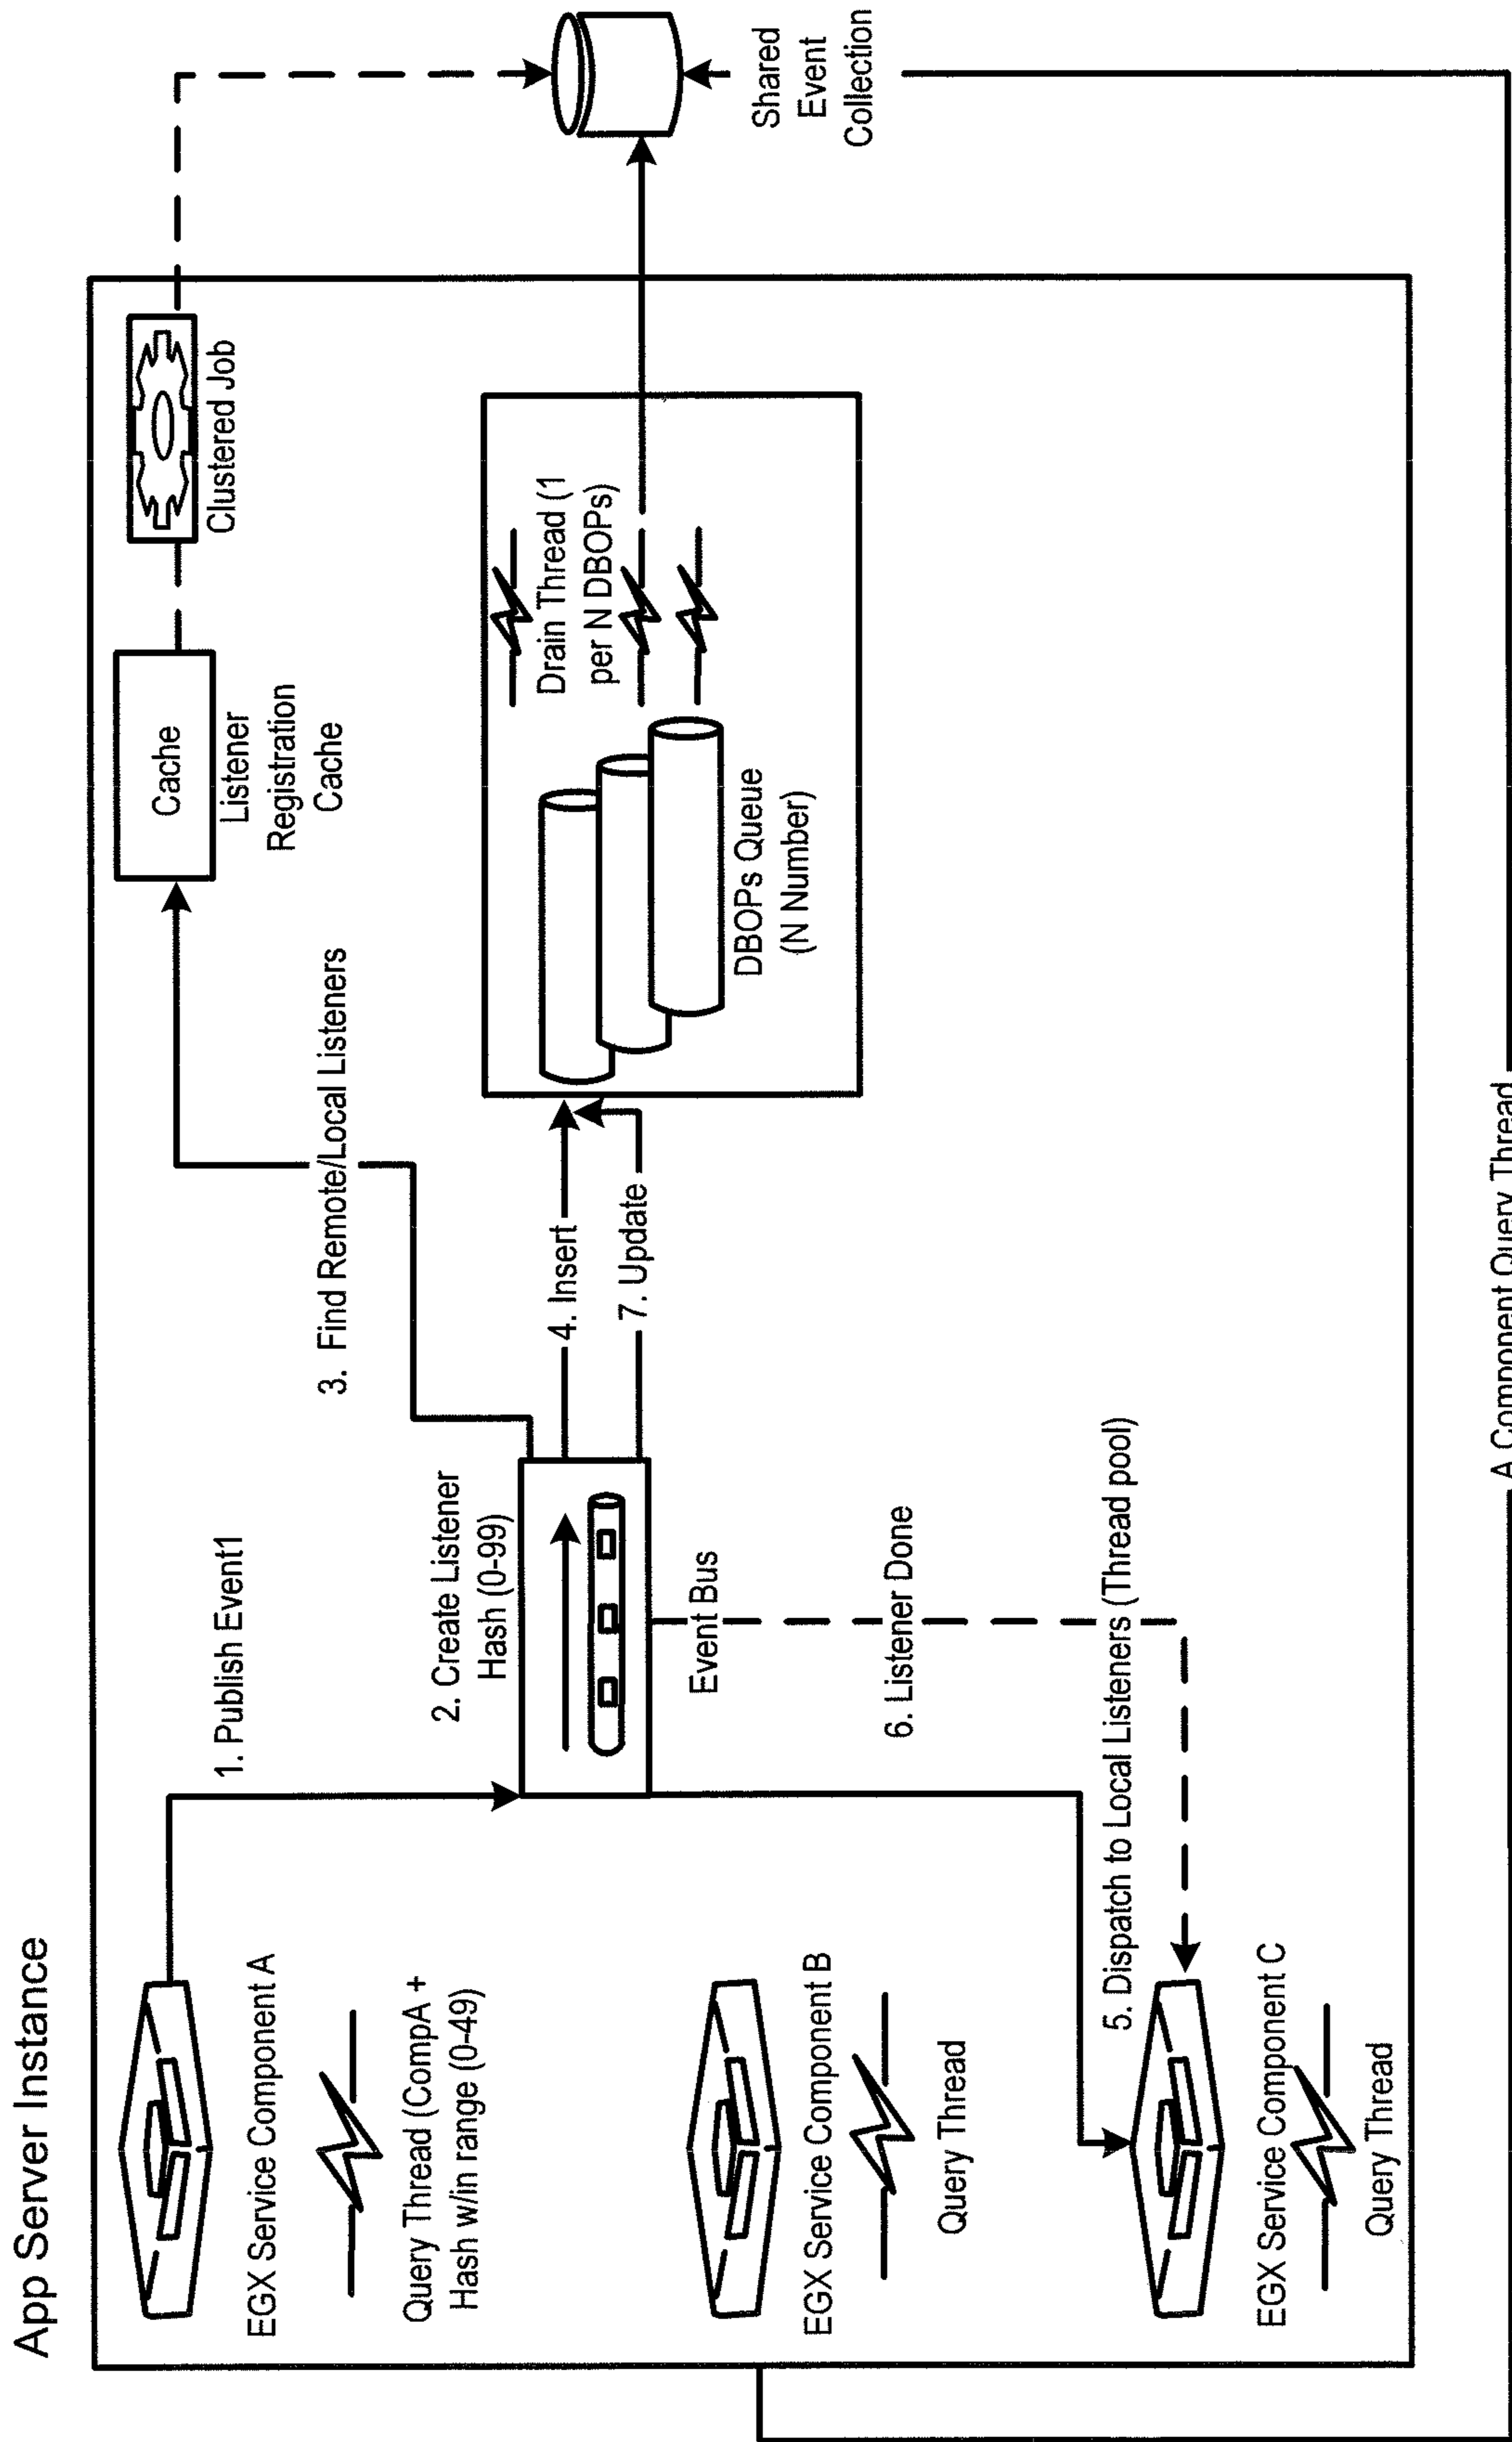 App Server Instance
EGX Service Component A
Query Thread (CompA +
Hash w/in range (0-49)
EGX Service Component B
Query Thread
EGX Service Component C
Query Thread
1. Publish Event1
2. Create Listener
Hash (0-99)
Event Bus
3. Find Remote/Local Listeners
4. Insert
7. Update
6. Listener Done
5. Dispatch to Local Listeners (Thread pool)
Cache
Listener
Registration
Cache
Clustered Job
Drain Thread (1
per N DBOPs)
DBOPs Queue
(N Number)
Shared
Event
Collection
A Component Query Thread